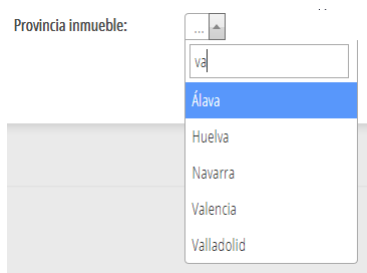 Provincia inmueble:
...
va
Álava
Huelva
Navarra
Valencia
Valladolid